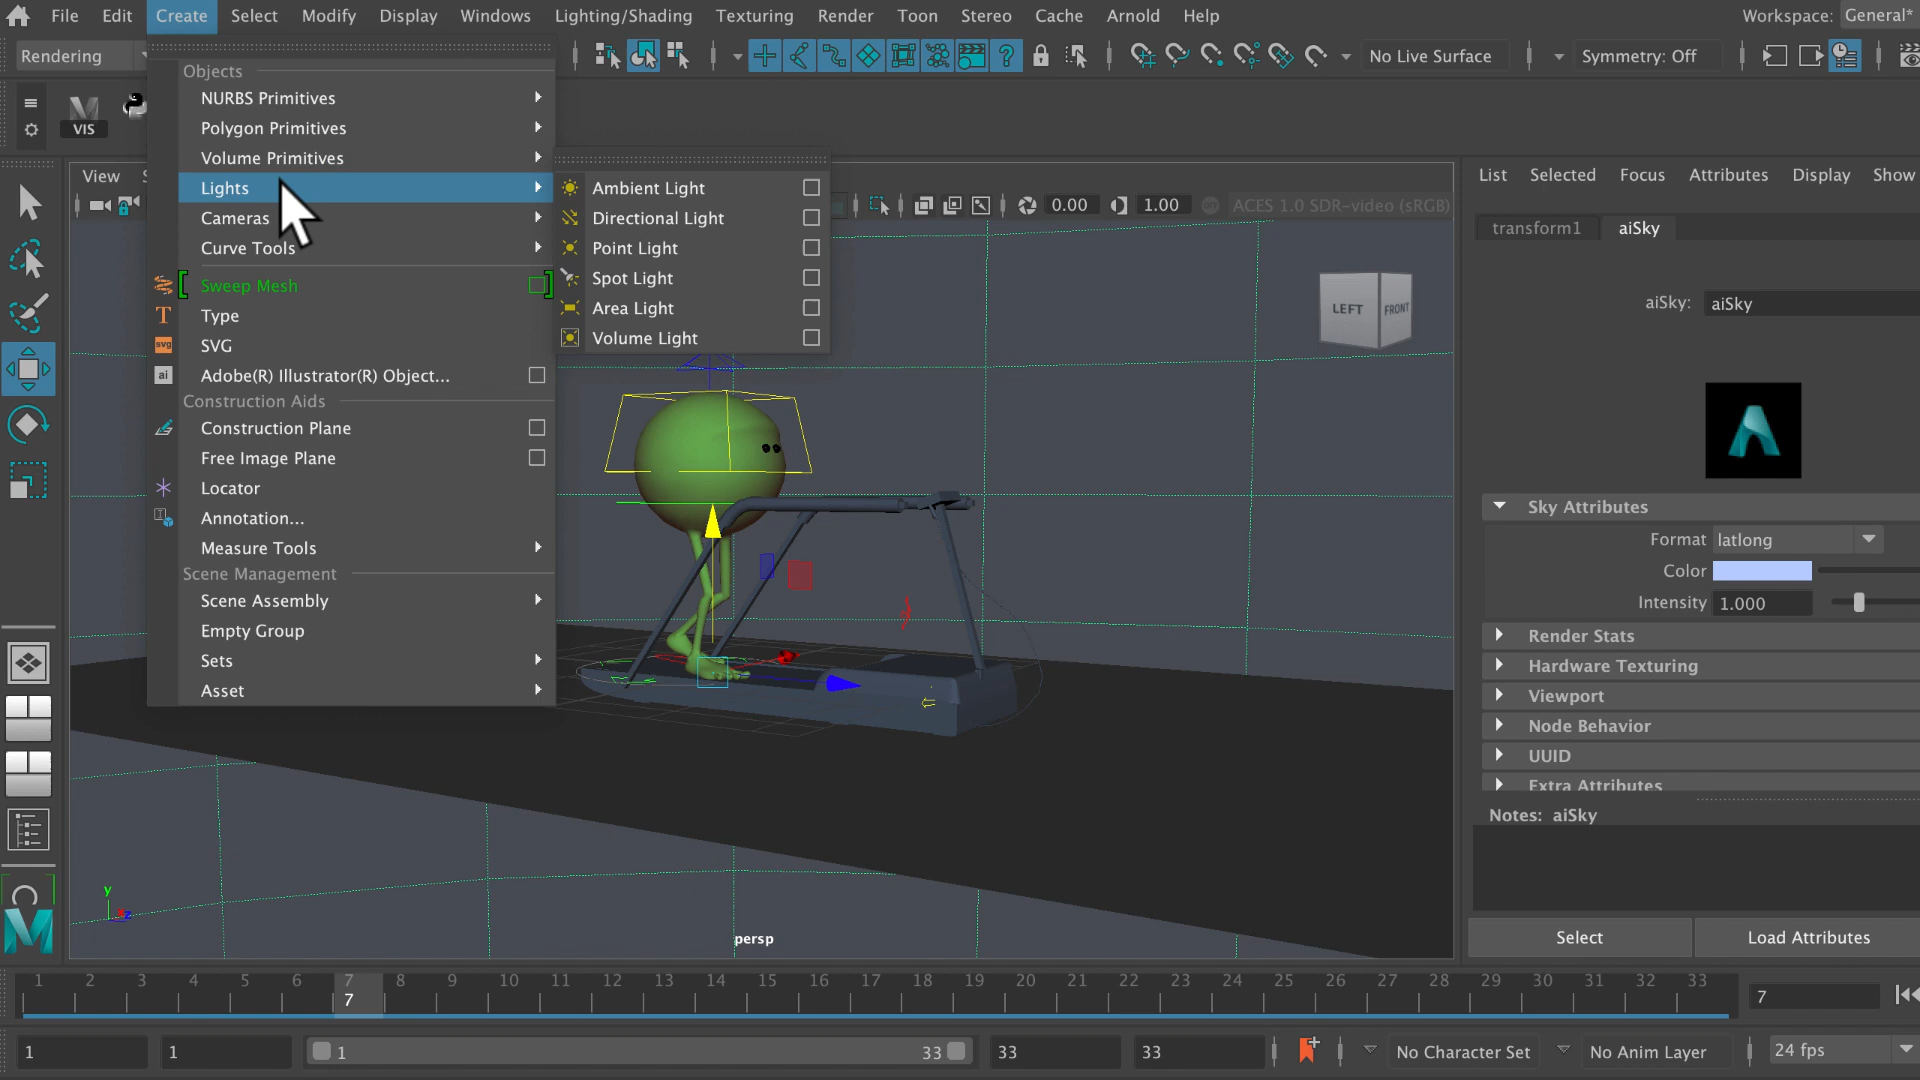 File Edit Create Select Modify Display Windows Lighting/Shading Texturing Render Toon Stereo Cache Arnold Help Workspace: General*
Rendering No Live Surface Symmetry: Off
VIS
View
0.00 1.00 ACES 1.0 SDR-video (sRGB)
Objects
NURBS Primitives
Polygon Primitives
Volume Primitives
Lights
Cameras
Curve Tools
Sweep Mesh
T Type
svg SVG
ai Adobe(R) Illustrator(R) Object...
Construction Aids
Construction Plane
Free Image Plane
Locator
Annotation...
Measure Tools
Scene Management
Scene Assembly
Empty Group
Sets
Asset
Ambient Light
Directional Light
Point Light
Spot Light
Area Light
Volume Light
LEFT FRONT
y
z
persp
List Selected Focus Attributes Display Show
transform1 aiSky
aiSky: aiSky
Sky Attributes
Format latlong
Color
Intensity 1.000
Render Stats
Hardware Texturing
Viewport
Node Behavior
UUID
Extra Attributes
Notes: aiSky
Select Load Attributes
1 2 3 4 5 6 7 8 9 10 11 12 13 14 15 16 17 18 19 20 21 22 23 24 25 26 27 28 29 30 31 32 33
7 7
1 1 1 33 33 33 No Character Set No Anim Layer 24 fps